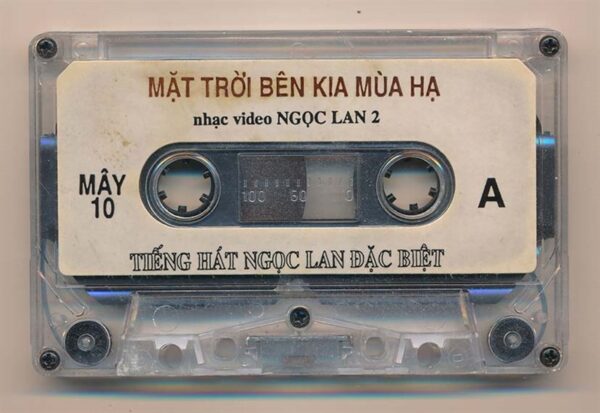 MẶT TRỜI BÊN KIA MÙA HẠ
nhạc video NGỌC LAN 2
MÂY
10
100 50 0
A
TIẾNG HÁT NGỌC LAN ĐẶC BIỆT